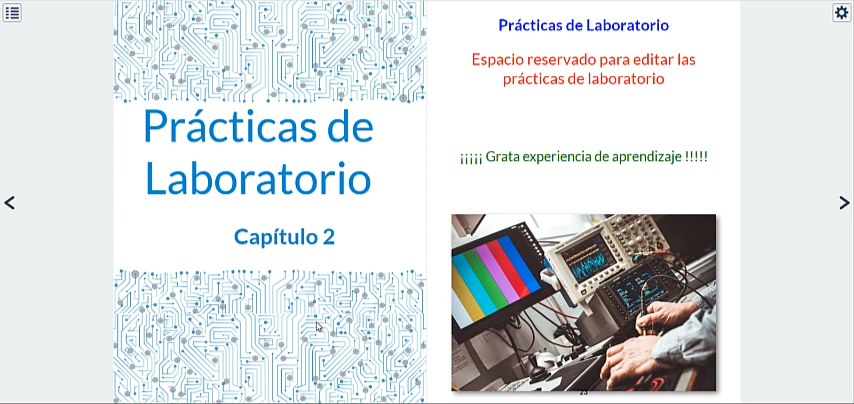 Prácticas de
Laboratorio
Capítulo 2
Prácticas de Laboratorio
Espacio reservado para editar las
prácticas de laboratorio
¡¡¡¡¡ Grata experiencia de aprendizaje !!!!!
23